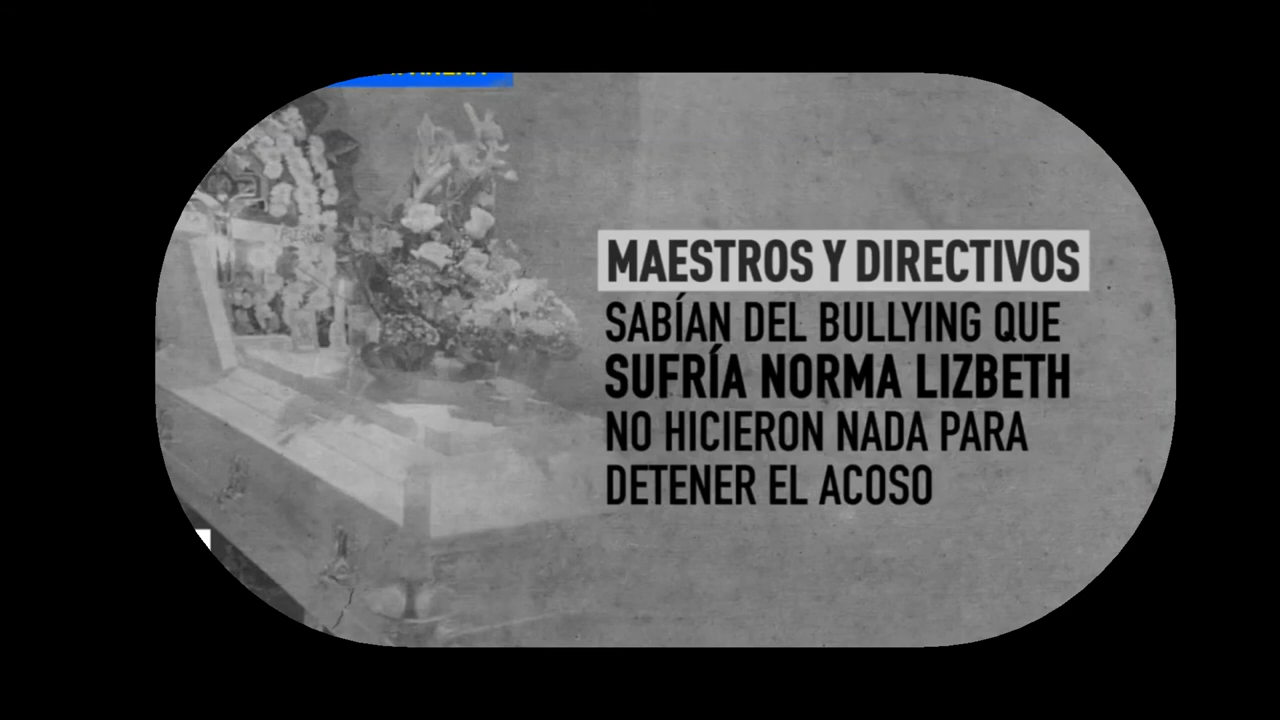 MAESTROS Y DIRECTIVOS
SABÍAN DEL BULLYING QUE
SUFRÍA NORMA LIZBETH
NO HICIERON NADA PARA
DETENER EL ACOSO